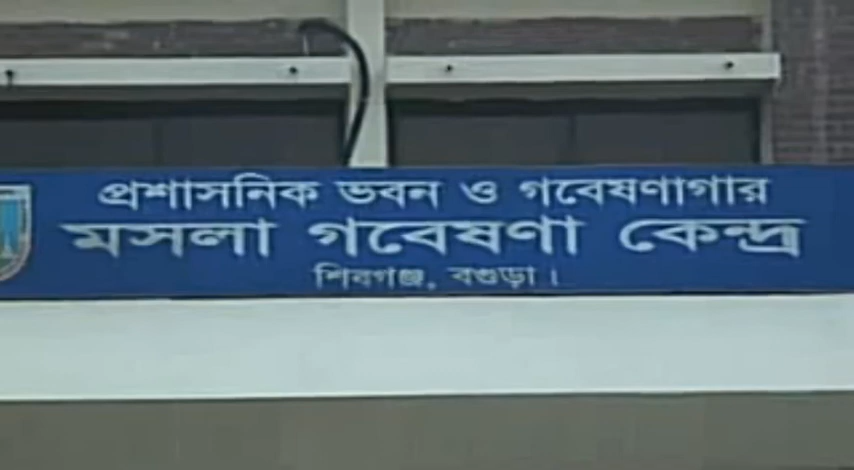 প্রশাসনিক ভবন ও গবেষণাগার
মসলা গবেষণা কেন্দ্র
শিবগঞ্জ, বগুড়া।